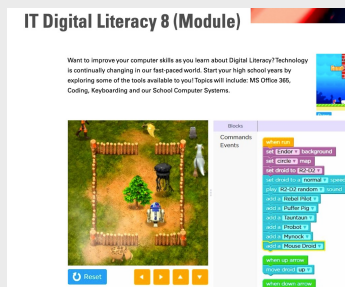 IT Digital Literacy 8 (Module)
Want to improve your computer skills as you learn about Digital Literacy? Technology
is continually changing in our fast-paced world. Start your high school years by
exploring some of the tools available to you! Topics will include: MS Office 365,
Coding, Keyboarding and our School Computer Systems.
Blocks
Commands
Events
Reset
when run
set Endor background
set circle map
set droid to R2-D2
set droid to a normal speed
play R2-D2 random sound
add a Rebel Pilot
add a Puffer Pig
add a Tauntaun
add a Probot
add a Mynock
add a Mouse Droid
when up arrow
move droid up
when down arrow